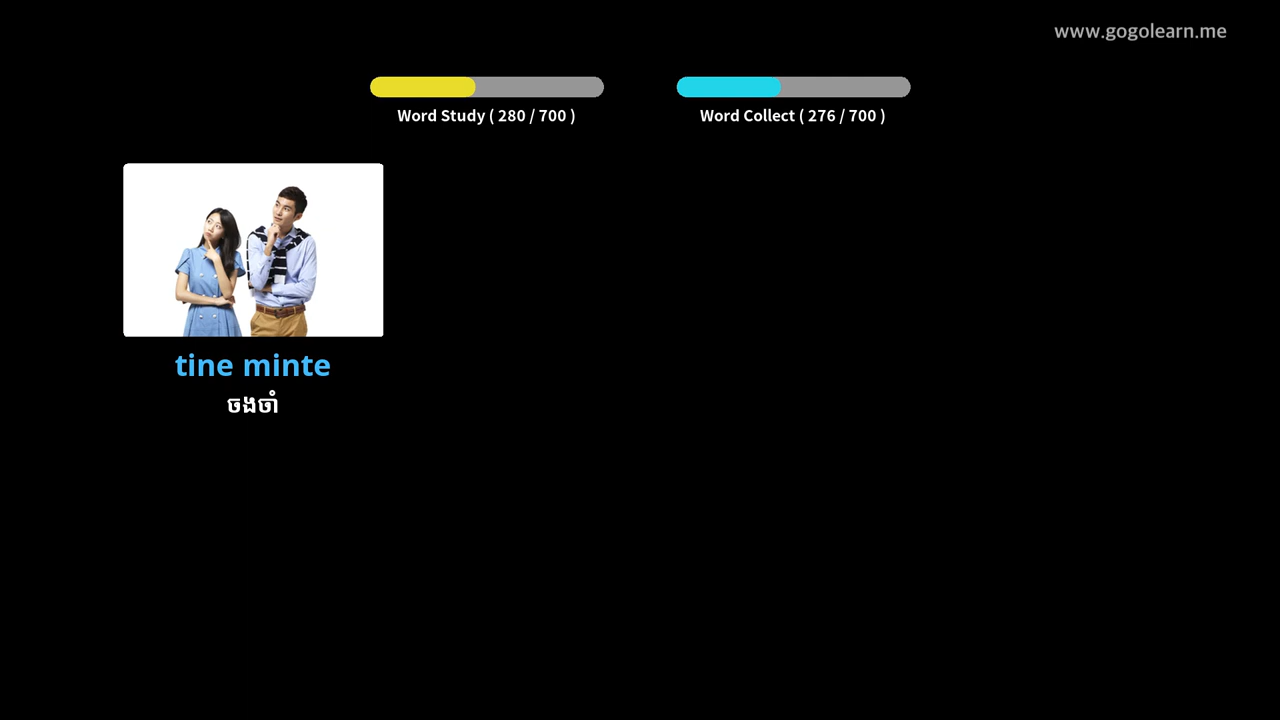 www.gogolearn.me
Word Study ( 280 / 700 )
Word Collect ( 276 / 700 )
tine minte
ចងចាំ